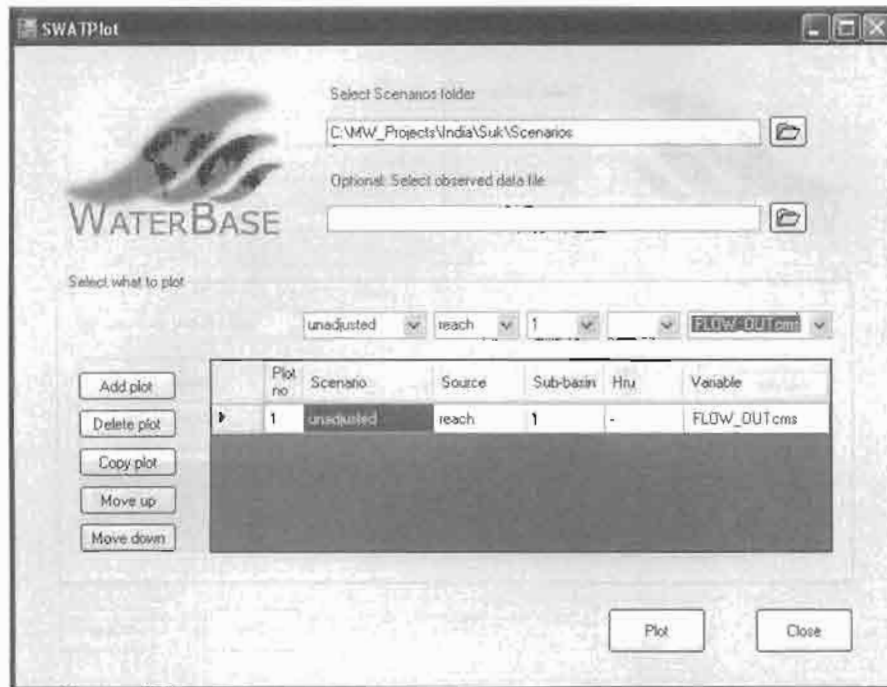 SWATPlot
Select Scenarios folder
C:\MW_Projects\India\Suk\Scenarios
Optional: Select observed data file
WATERBASE
Select what to plot
unadjusted reach 1 FLOW_OUTcms
Plot no Scenario Source Sub-basin Hru Variable
1 unadjusted reach 1 - FLOW_OUTcms
Add plot
Delete plot
Copy plot
Move up
Move down
Plot Close